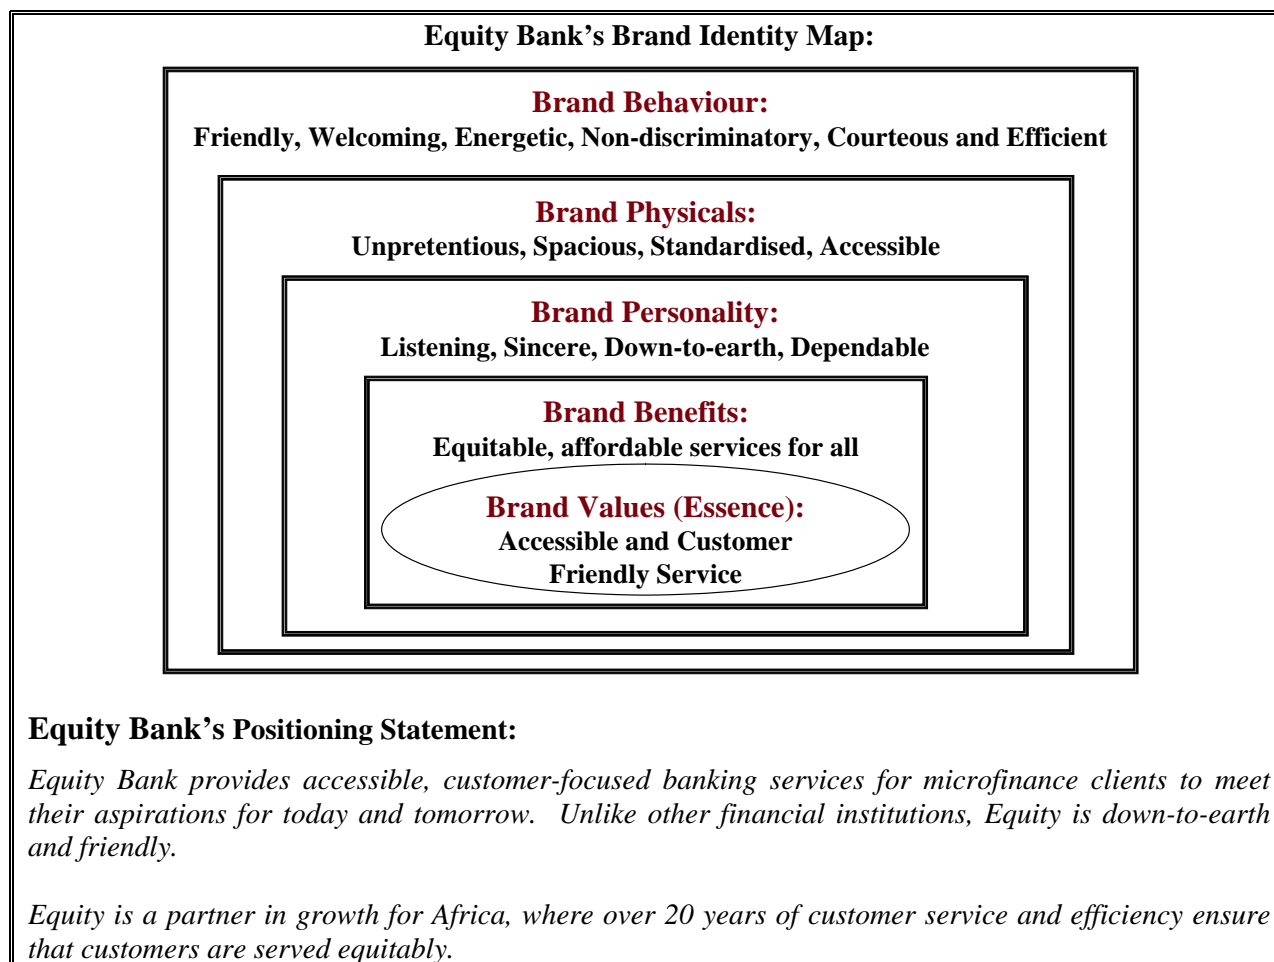 Equity Bank’s Brand Identity Map:
Brand Behaviour:
Friendly, Welcoming, Energetic, Non-discriminatory, Courteous and Efficient
Brand Physicals:
Unpretentious, Spacious, Standardised, Accessible
Brand Personality:
Listening, Sincere, Down-to-earth, Dependable
Brand Benefits:
Equitable, affordable services for all
Brand Values (Essence):
Accessible and Customer
Friendly Service
Equity Bank’s Positioning Statement:
Equity Bank provides accessible, customer-focused banking services for microfinance clients to meet
their aspirations for today and tomorrow.  Unlike other financial institutions, Equity is down-to-earth
and friendly.
Equity is a partner in growth for Africa, where over 20 years of customer service and efficiency ensure
that customers are served equitably.